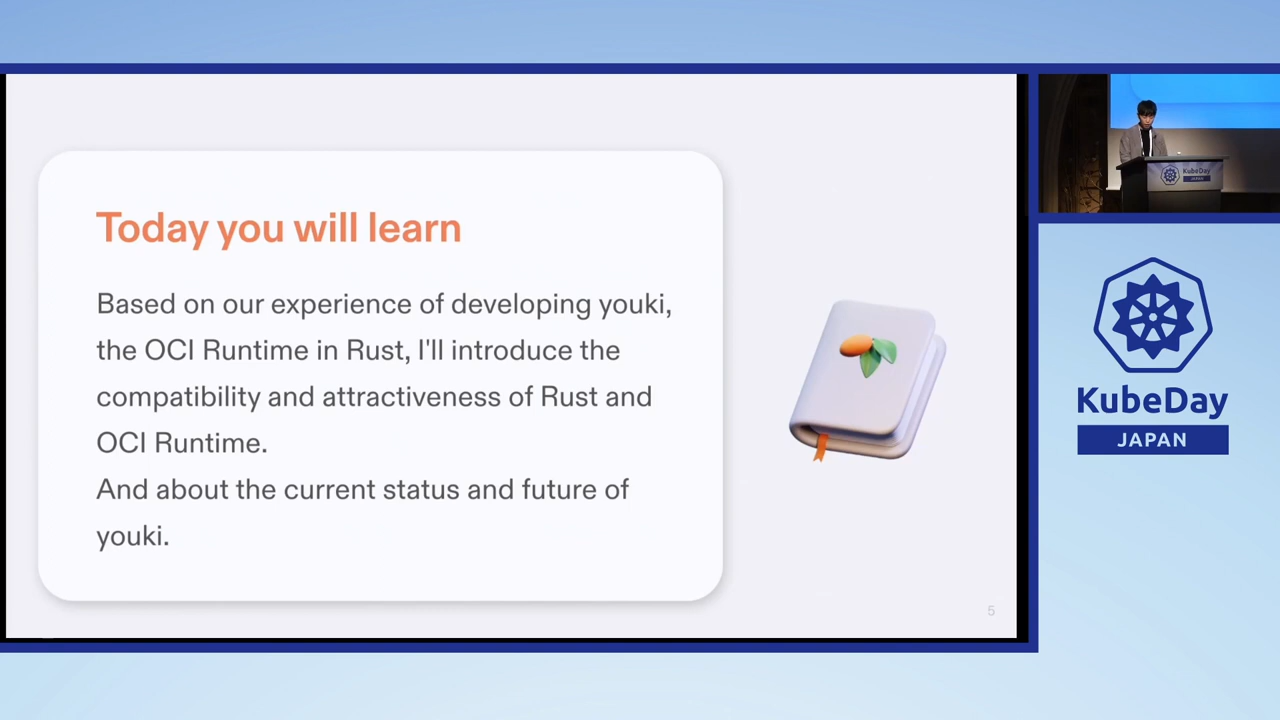 Today you will learn
Based on our experience of developing youki,
the OCI Runtime in Rust, I'll introduce the
compatibility and attractiveness of Rust and
OCI Runtime.
And about the current status and future of
youki.
5
KubeDay
JAPAN
KubeDay
JAPAN